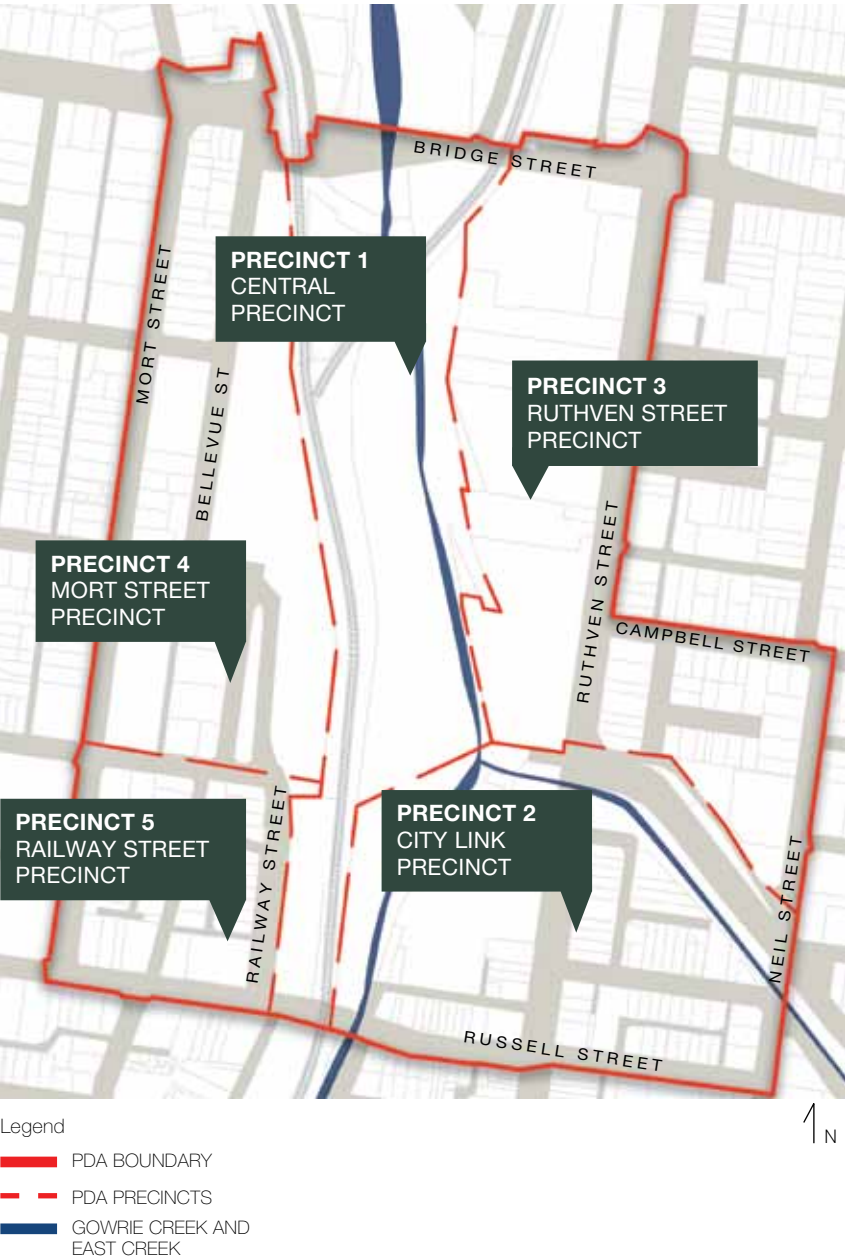 BRIDGE STREET
PRECINCT 1
CENTRAL
PRECINCT
MORT STREET
BELLEVUE ST
PRECINCT 3
RUTHVEN STREET
PRECINCT
RUTHVEN STREET
PRECINCT 4
MORT STREET
PRECINCT
CAMPBELL STREET
PRECINCT 5
RAILWAY STREET
PRECINCT
RAILWAY STREET
PRECINCT 2
CITY LINK
PRECINCT
NEIL STREET
RUSSELL STREET
N
Legend
PDA BOUNDARY
PDA PRECINCTS
GOWRIE CREEK AND
EAST CREEK